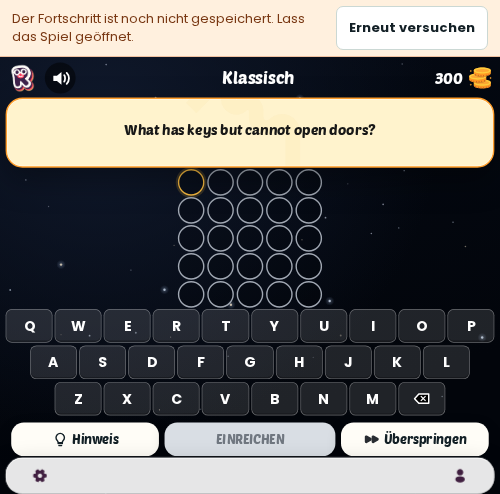 Der Fortschritt ist noch nicht gespeichert. Lass
das Spiel geöffnet.
Erneut versuchen
Klassisch
300
What has keys but cannot open doors?
Q W E R T Y U I O P
A S D F G H J K L
Z X C V B N M
Hinweis
EINREICHEN
Überspringen